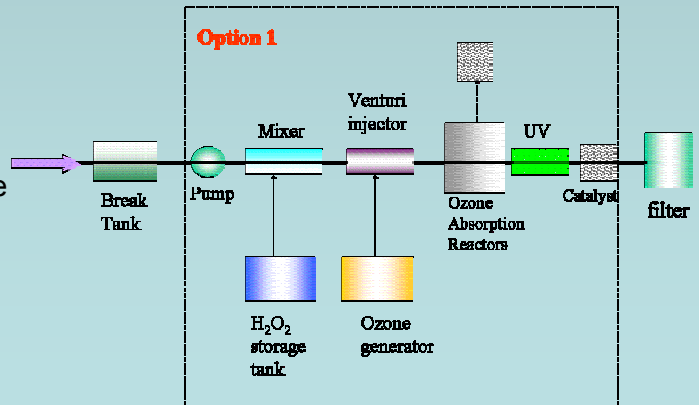 Option 1
Venturi
injector
Mixer
UV
e
Break
Tank
Pump
Ozone
Absorption
Reactors
Catalyst
filter
H₂O₂
storage
tank
Ozone
generator